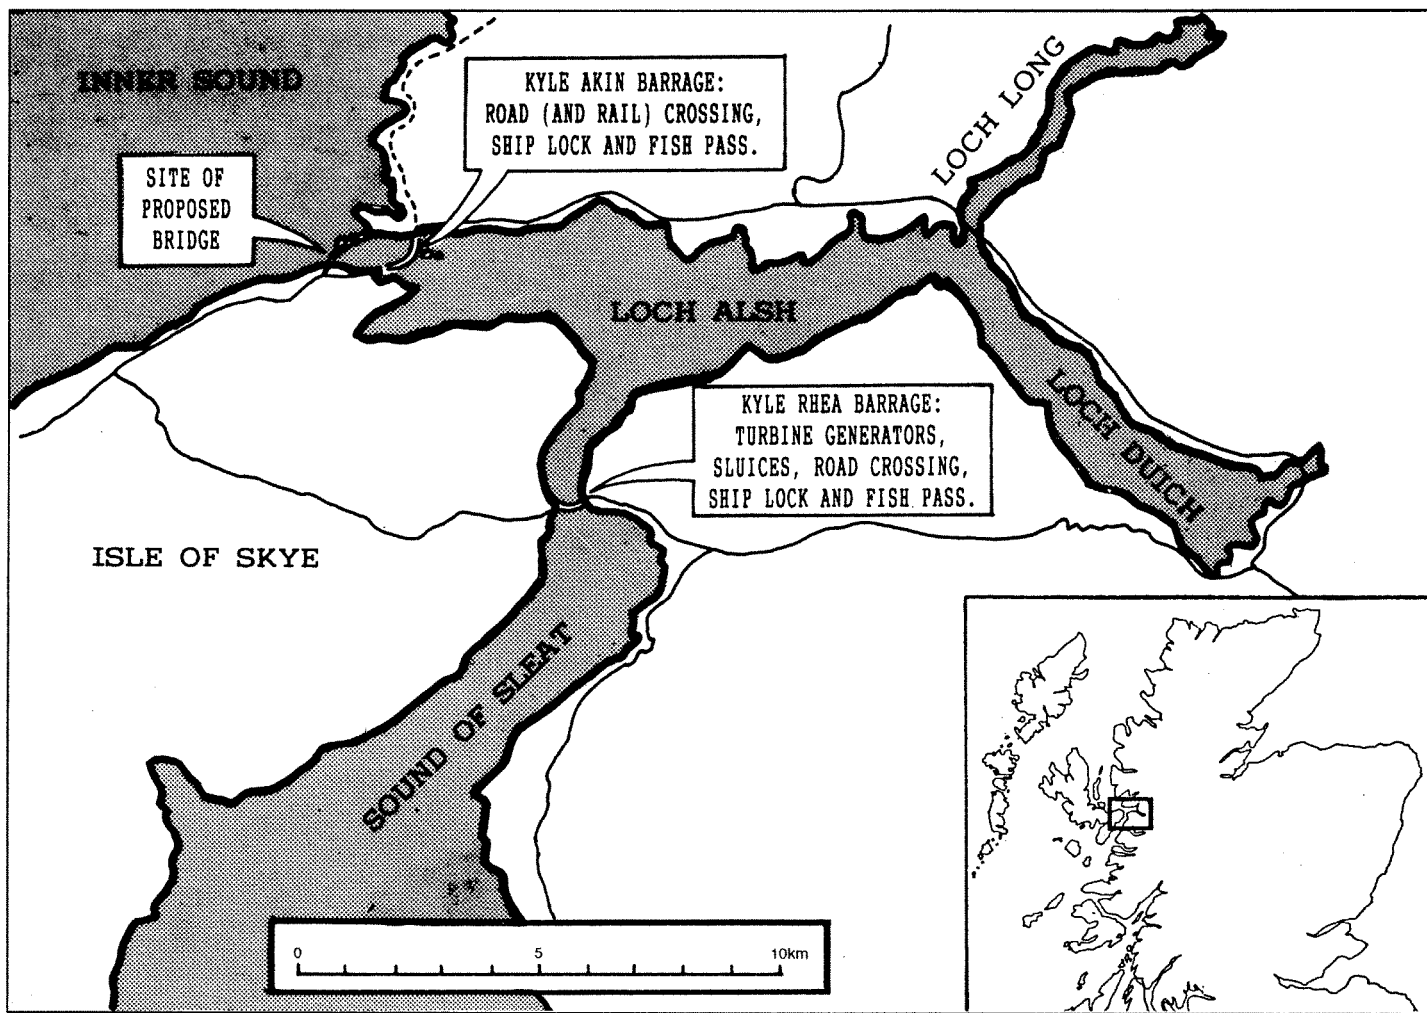 INNER SOUND
KYLE AKIN BARRAGE:
ROAD (AND RAIL) CROSSING,
SHIP LOCK AND FISH PASS.
LOCH LONG
SITE OF
PROPOSED
BRIDGE
LOCH ALSH
KYLE RHEA BARRAGE:
TURBINE GENERATORS,
SLUICES, ROAD CROSSING,
SHIP LOCK AND FISH PASS.
LOCH DUICH
ISLE OF SKYE
SOUND OF SLEAT
0 5 10km